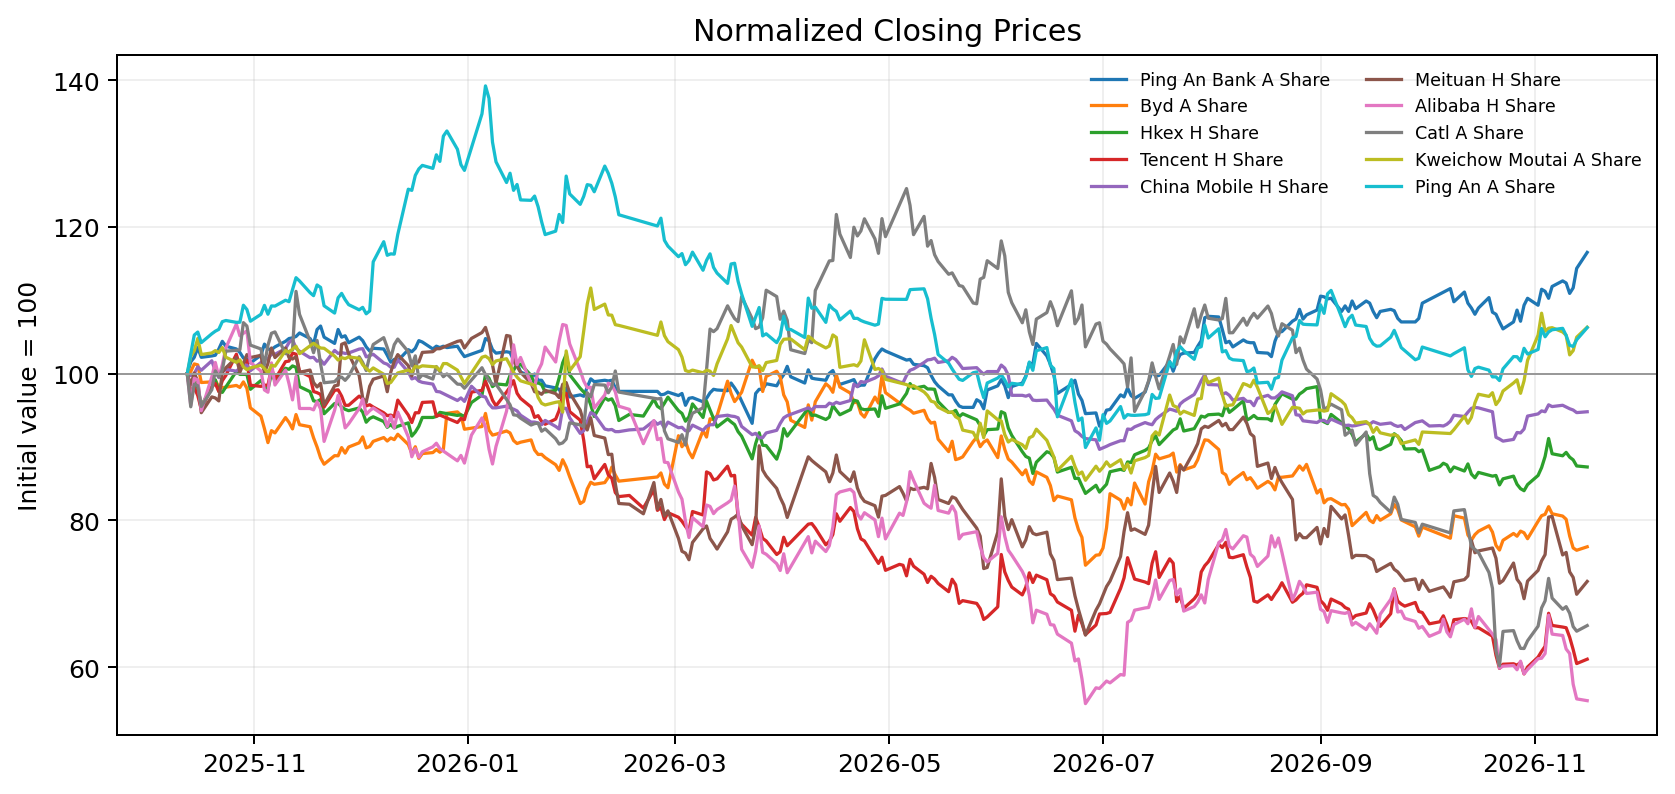 Normalized Closing Prices
Initial value = 100
140
120
100
80
60
Ping An Bank A Share
Byd A Share
Hkex H Share
Tencent H Share
China Mobile H Share
Meituan H Share
Alibaba H Share
Catl A Share
Kweichow Moutai A Share
Ping An A Share
2025-11
2026-01
2026-03
2026-05
2026-07
2026-09
2026-11